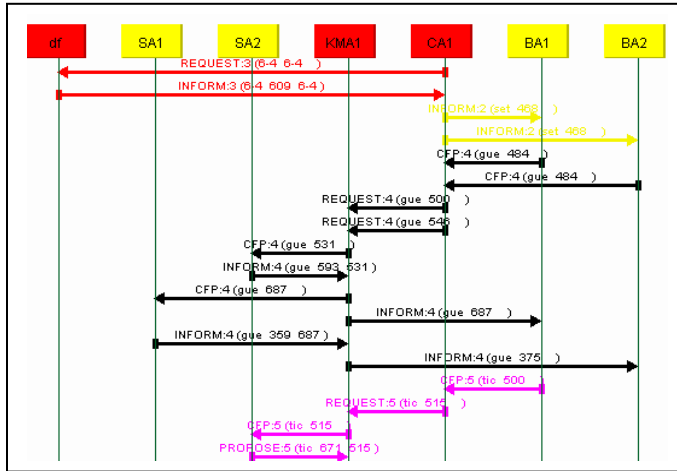 df SA1 SA2 KMA1 CA1 BA1 BA2
REQUEST:3 (6-4 6-4 )
INFORM:3 (6-4 609 6-4)
INFORM:2 (set 468 )
INFORM:2 (set 468 )
CFP:4 (gue 484 )
CFP:4 (gue 484 )
REQUEST:4 (gue 500 )
REQUEST:4 (gue 546 )
CFP:4 (gue 531 )
INFORM:4 (gue 593 531)
CFP:4 (gue 687 )
INFORM:4 (gue 687 )
INFORM:4 (gue 359 687)
INFORM:4 (gue 375 )
CFP:5 (tic 500 )
REQUEST:5 (tic 515 )
CFP:5 (tic 515 )
PROPOSE:5 (tic 671 515)